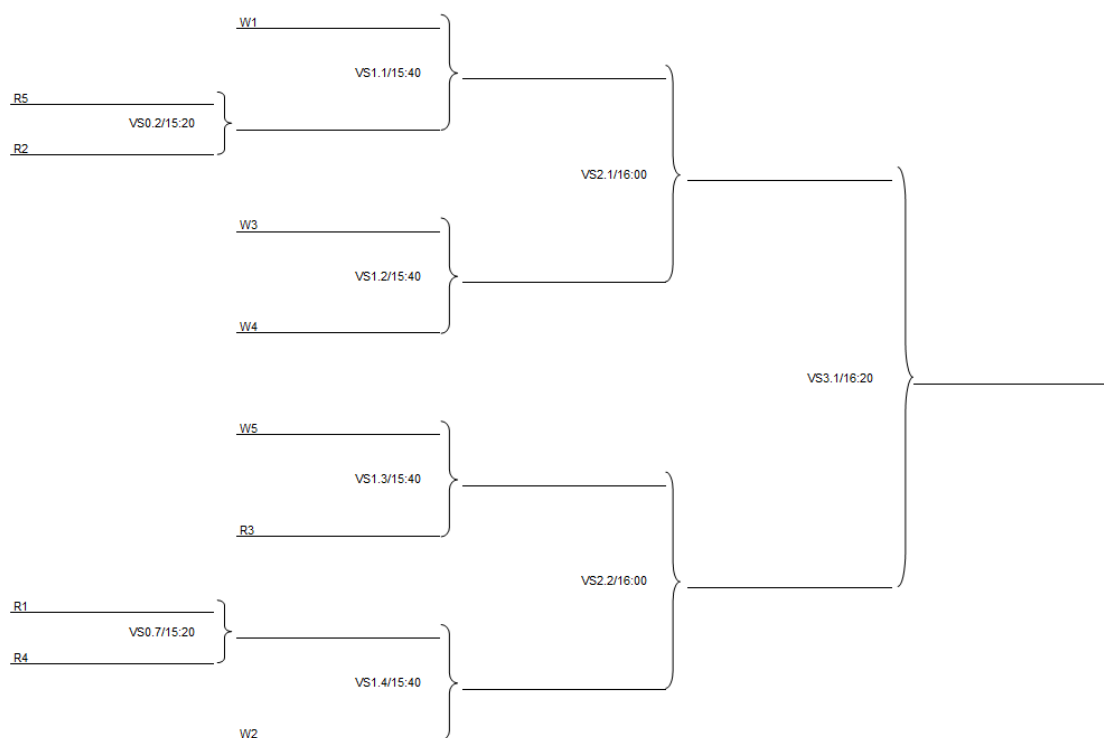 W1
VS1.1/15:40
R5
VS0.2/15:20
R2
VS2.1/16:00
W3
VS1.2/15:40
W4
VS3.1/16:20
W5
VS1.3/15:40
R3
VS2.2/16:00
R1
VS0.7/15:20
R4
VS1.4/15:40
W2